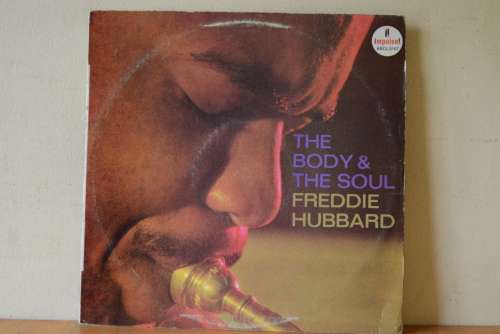 impulse!
THE
BODY &
THE SOUL
FREDDIE
HUBBARD